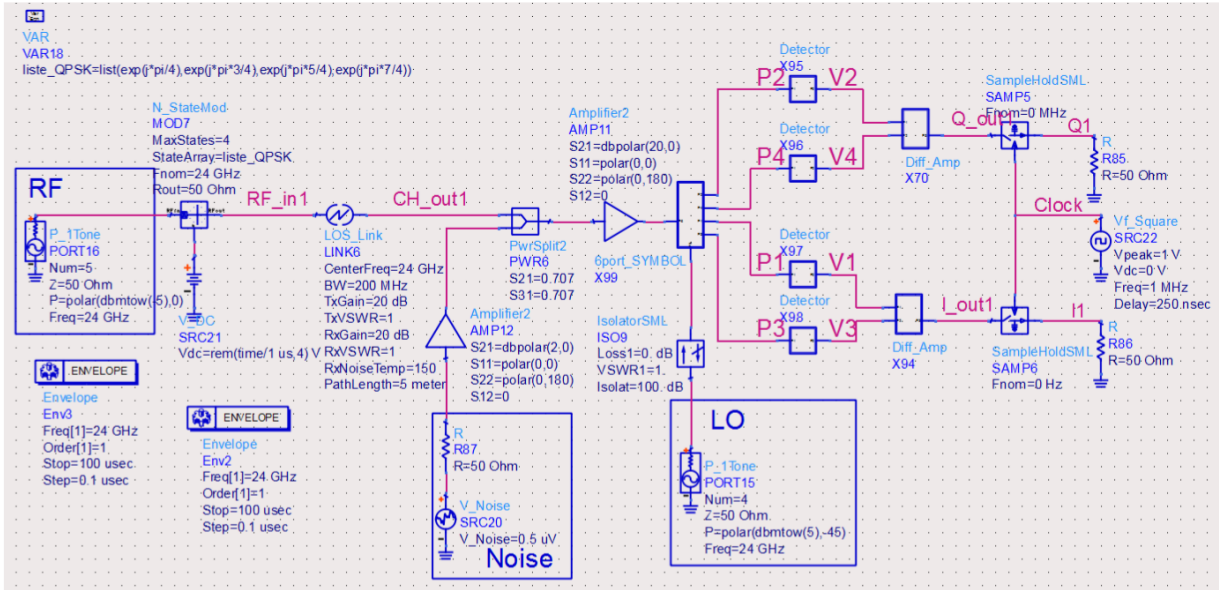 VAR
VAR18
liste_QPSK=list(exp(j*pi/4),exp(j*pi*3/4),exp(j*pi*5/4),exp(j*pi*7/4))
N_StateMod
MOD7
MaxStates=4
StateArray=liste_QPSK
Fnom=24 GHz
Rout=50 Ohm
RF
P_1Tone
PORT16
Num=5
Z=50 Ohm
P=polar(dbmtow(-5),0)
Freq=24 GHz
V_DC
SRC21
Vdc=rem(time/1 us,4) V
RF_in1
CH_out1
LOS_Link
LINK6
CenterFreq=24 GHz
BW=200 MHz
TxGain=20 dB
TxVSWR=1
RxGain=20 dB
RxVSWR=1
RxNoiseTemp=150
PathLength=5 meter
PwrSplit2
PWR6
S21=0.707
S31=0.707
Amplifier2
AMP11
S21=dbpolar(20,0)
S11=polar(0,0)
S22=polar(0,180)
S12=0
Amplifier2
AMP12
S21=dbpolar(2,0)
S11=polar(0,0)
S22=polar(0,180)
S12=0
R
R87
R=50 Ohm
V_Noise
SRC20
V_Noise=0.5 uV
Noise
ENVELOPE
Envelope
Env3
Freq[1]=24 GHz
Order[1]=1
Stop=100 usec
Step=0.1 usec
ENVELOPE
Envelope
Env2
Freq[1]=24 GHz
Order[1]=1
Stop=100 usec
Step=0.1 usec
6port_SYMBOL
X99
IsolatorSML
ISO9
Loss1=0. dB
VSWR1=1.
Isolat=100. dB
LO
P_1Tone
PORT15
Num=4
Z=50 Ohm
P=polar(dbmtow(5),-45)
Freq=24 GHz
Detector
X95
P2
V2
Detector
X96
P4
V4
Detector
X97
P1
V1
Detector
X98
P3
V3
Diff_Amp
X70
Diff_Amp
X94
Q_out1
I_out1
SampleHoldSML
SAMP5
Fnom=0 MHz
Q1
R
R85
R=50 Ohm
Clock
Vf_Square
SRC22
Vpeak=1 V
Vdc=0 V
Freq=1 MHz
Delay=250 nsec
I1
SampleHoldSML
SAMP6
Fnom=0 Hz
R
R86
R=50 Ohm